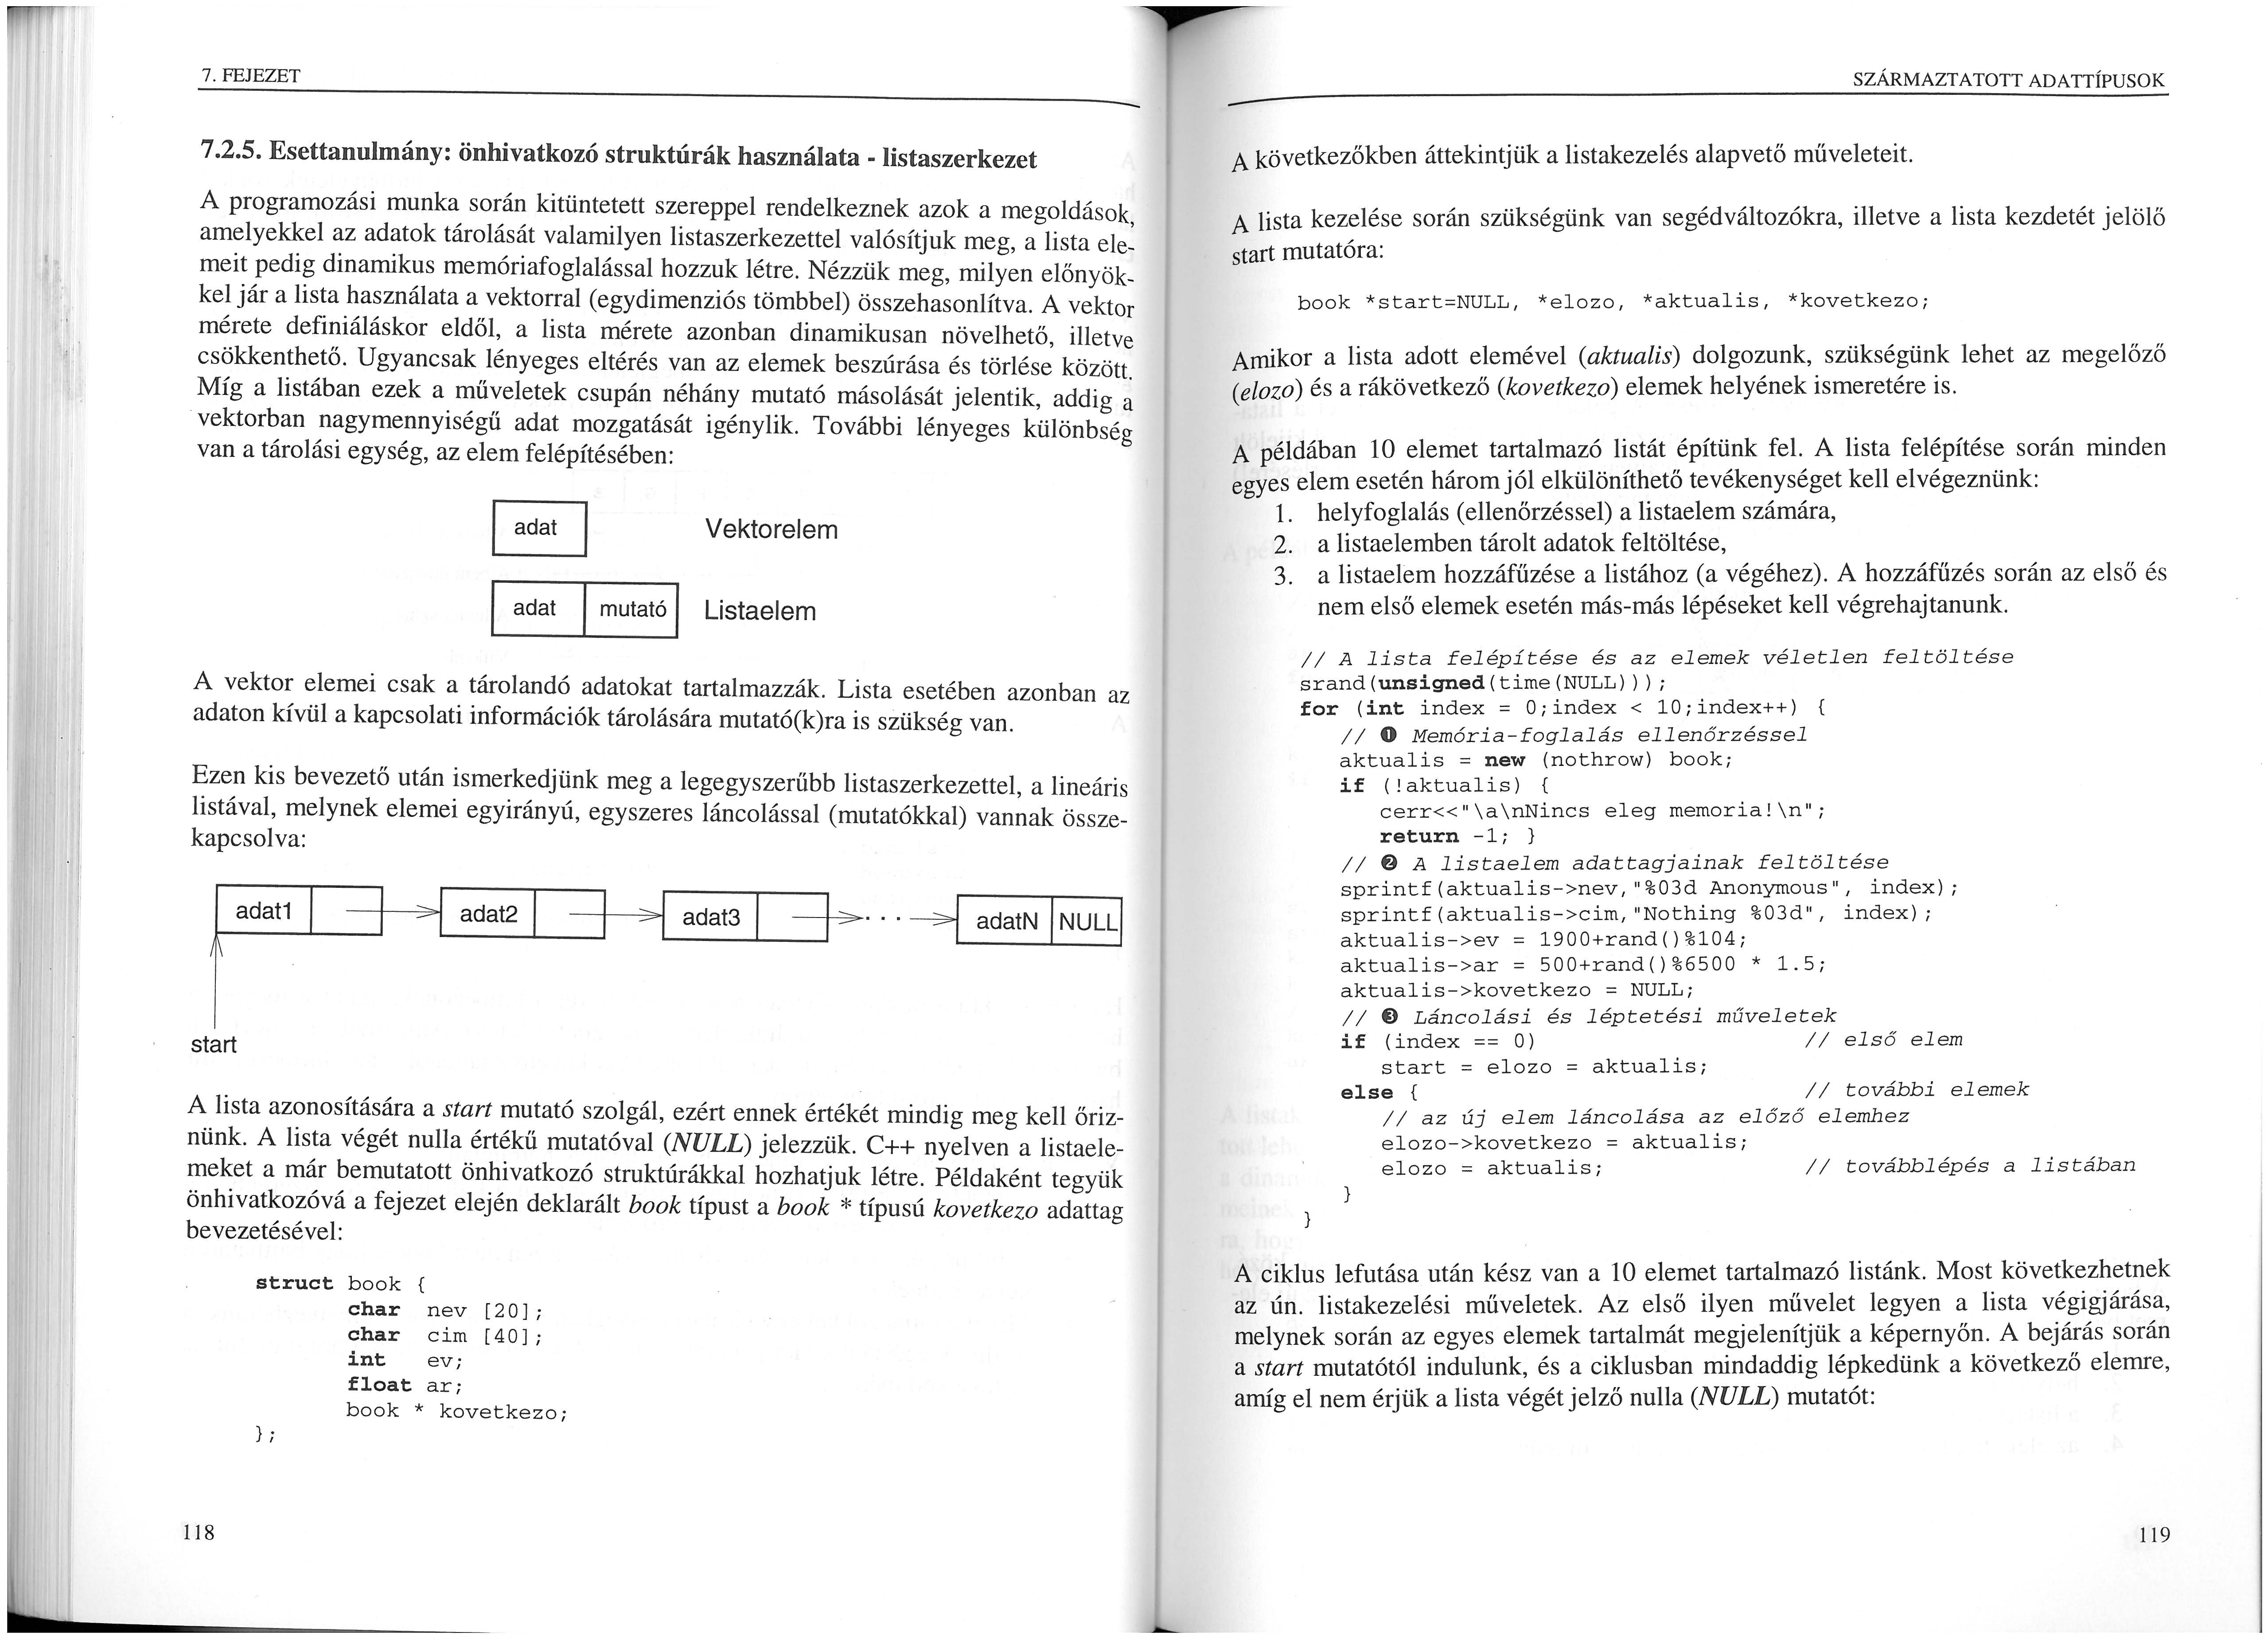 7. FEJEZET
7.2.5. Esettanulmány: önhivatkozó struktúrák használata - listaszerkezet
A programozási munka során kitüntetett szereppel rendelkeznek azok a megoldások,
amelyekkel az adatok tárolását valamilyen listaszerkezettel valósítjuk meg, a lista ele-
meit pedig dinamikus memóriafoglalással hozzuk létre. Nézzük meg, milyen előnyök-
kel jár a lista használata a vektorral (egydimenziós tömbbel) összehasonlítva. A vektor
mérete definiáláskor eldől, a lista mérete azonban dinamikusan növelhető, illetve
csökkenthető. Ugyancsak lényeges eltérés van az elemek beszúrása és törlése között.
Míg a listában ezek a műveletek csupán néhány mutató másolását jelentik, addig a
vektorban nagymennyiségű adat mozgatását igénylik. További lényeges különbség
van a tárolási egység, az elem felépítésében:
adat Vektorelem
adat mutató Listaelem
A vektor elemei csak a tárolandó adatokat tartalmazzák. Lista esetében azonban az
adaton kívül a kapcsolati információk tárolására mutató(k)ra is szükség van.
Ezen kis bevezető után ismerkedjünk meg a legegyszerűbb listaszerkezettel, a lineáris
listával, melynek elemei egyirányú, egyszeres láncolással (mutatókkal) vannak össze-
kapcsolva:
adat1 adat2 adat3 . . . adatN NULL
start
A lista azonosítására a start mutató szolgál, ezért ennek értékét mindig meg kell őriz-
nünk. A lista végét nulla értékű mutatóval (NULL) jelezzük. C++ nyelven a listaele-
meket a már bemutatott önhivatkozó struktúrákkal hozhatjuk létre. Példaként tegyük
önhivatkozóvá a fejezet elején deklarált book típust a book * típusú kovetkezo adattag
bevezetésével:
struct book {
char nev [20];
char cim [40];
int ev;
float ar;
book * kovetkezo;
};
118
SZÁRMAZTATOTT ADATTÍPUSOK
A következőkben áttekintjük a listakezelés alapvető műveleteit.
A lista kezelése során szükségünk van segédváltozókra, illetve a lista kezdetét jelölő
start mutatóra:
book *start=NULL, *elozo, *aktualis, *kovetkezo;
Amikor a lista adott elemével (aktualis) dolgozunk, szükségünk lehet az megelőző
(elozo) és a rákövetkező (kovetkezo) elemek helyének ismeretére is.
A példában 10 elemet tartalmazó listát építünk fel. A lista felépítése során minden
egyes elem esetén három jól elkülöníthető tevékenységet kell elvégeznünk:
1. helyfoglalás (ellenőrzéssel) a listaelem számára,
2. a listaelemben tárolt adatok feltöltése,
3. a listaelem hozzáfűzése a listához (a végéhez). A hozzáfűzés során az első és
nem első elemek esetén más-más lépéseket kell végrehajtanunk.
// A lista felépítése és az elemek véletlen feltöltése
srand(unsigned(time(NULL)));
for (int index = 0;index < 10;index++) {
// ❶ Memória-foglalás ellenőrzéssel
aktualis = new (nothrow) book;
if (!aktualis) {
cerr<<"\a\nNincs eleg memoria!\n";
return -1; }
// ❷ A listaelem adattagjainak feltöltése
sprintf(aktualis->nev,"%03d Anonymous", index);
sprintf(aktualis->cim,"Nothing %03d", index);
aktualis->ev = 1900+rand()%104;
aktualis->ar = 500+rand()%6500 * 1.5;
aktualis->kovetkezo = NULL;
// ❸ Láncolási és léptetési műveletek
if (index == 0) // első elem
start = elozo = aktualis;
else { // további elemek
// az új elem láncolása az előző elemhez
elozo->kovetkezo = aktualis;
elozo = aktualis; // továbblépés a listában
}
}
A ciklus lefutása után kész van a 10 elemet tartalmazó listánk. Most következhetnek
az ún. listakezelési műveletek. Az első ilyen művelet legyen a lista végigjárása,
melynek során az egyes elemek tartalmát megjelenítjük a képernyőn. A bejárás során
a start mutatótól indulunk, és a ciklusban mindaddig lépkedünk a következő elemre,
amíg el nem érjük a lista végét jelző nulla (NULL) mutatót:
119